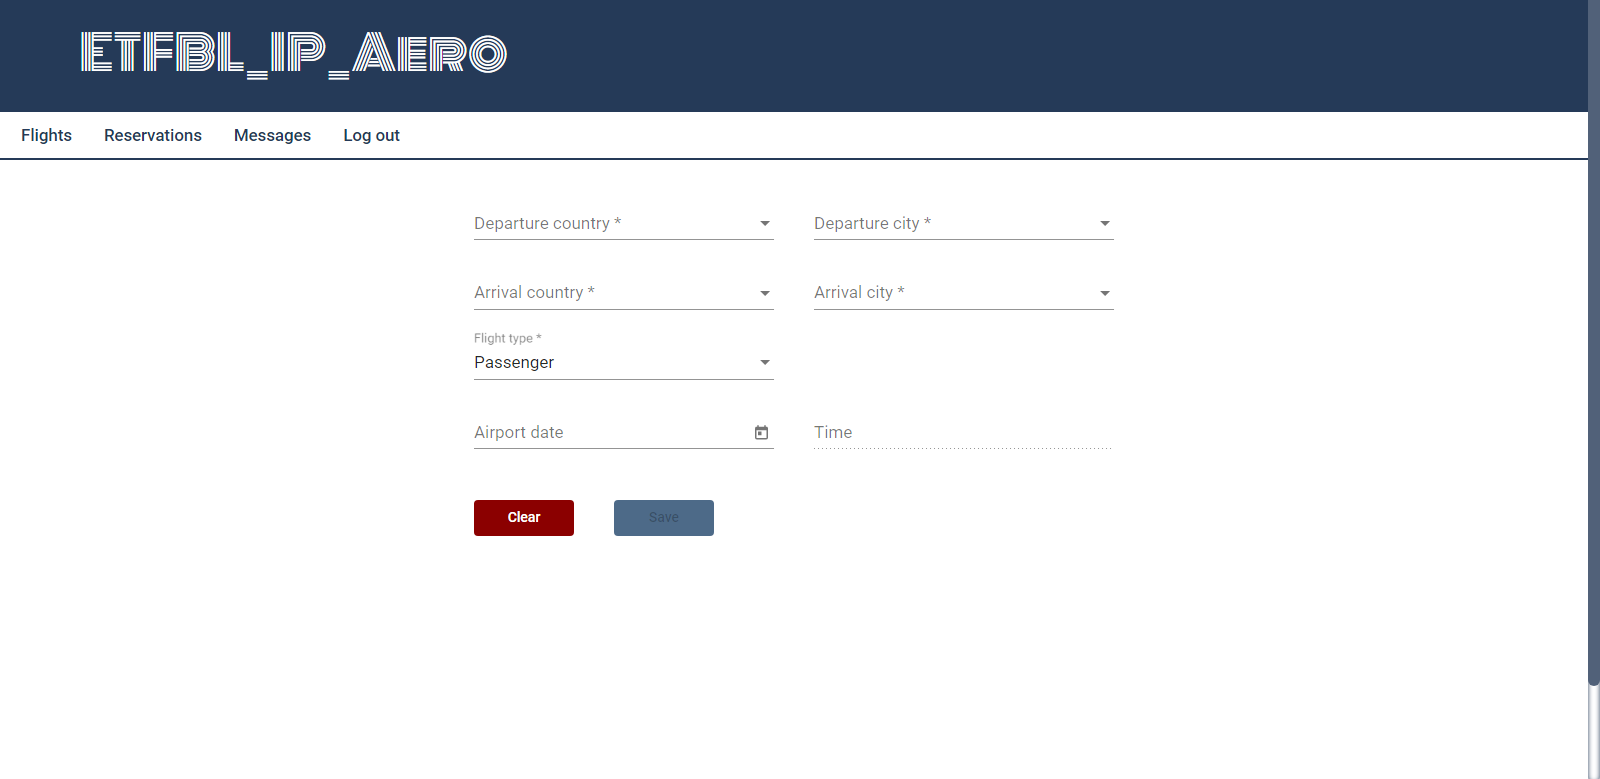 ETFBL_IP_Aero
Flights Reservations Messages Log out
Departure country * Departure city *
Arrival country * Arrival city *
Flight type *
Passenger
Airport date Time
Clear Save